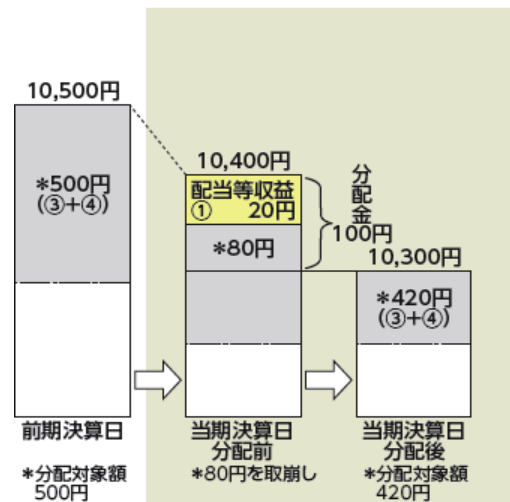 10,500円
*500円
(③+④)
10,400円
配当等収益
① 20円
*80円
分配金
100円
10,300円
*420円
(③+④)
前期決算日
*分配対象額
500円
当期決算日
分配前
*80円を取崩し
当期決算日
分配後
*分配対象額
420円